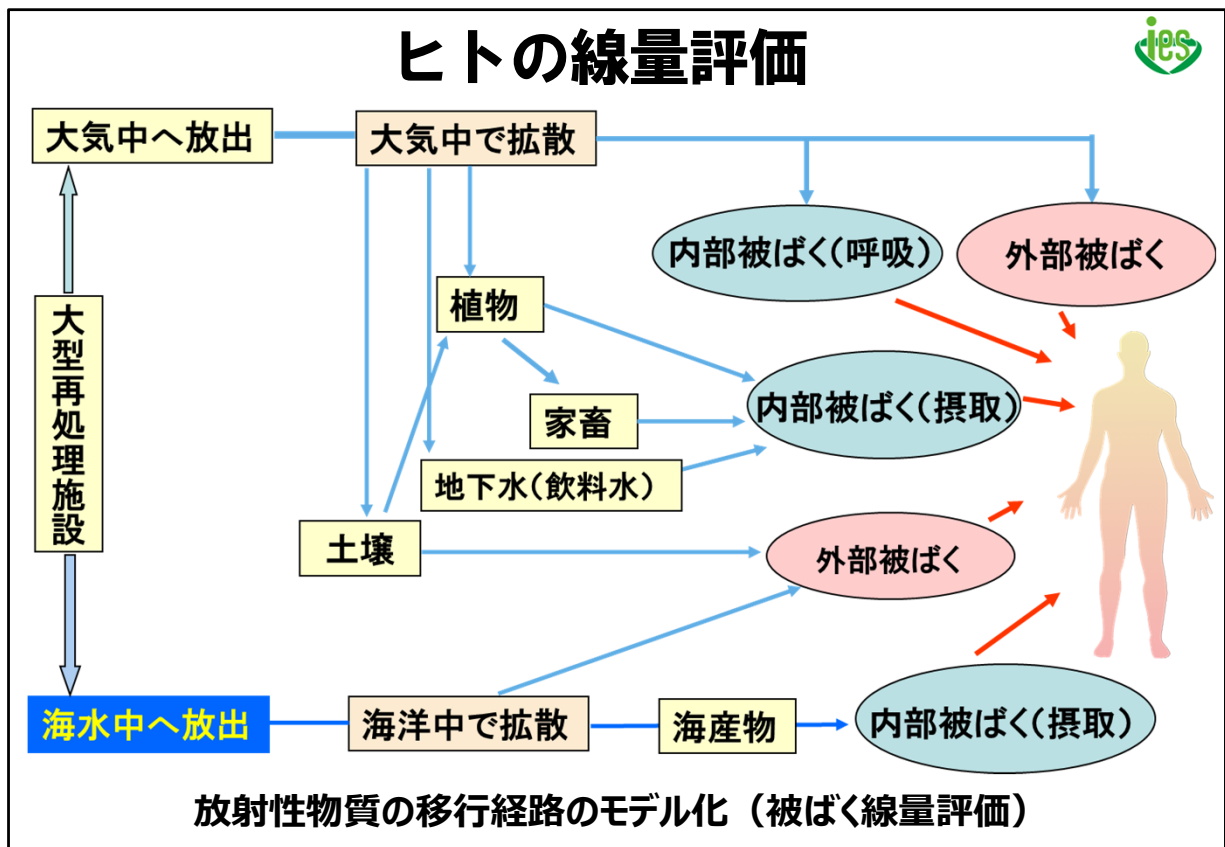 ヒトの線量評価
ies
大気中へ放出
大気中で拡散
内部被ばく(呼吸)
外部被ばく
植物
大型再処理施設
家畜
内部被ばく(摂取)
地下水(飲料水)
土壌
外部被ばく
海水中へ放出
海洋中で拡散
海産物
内部被ばく(摂取)
放射性物質の移行経路のモデル化（被ばく線量評価）